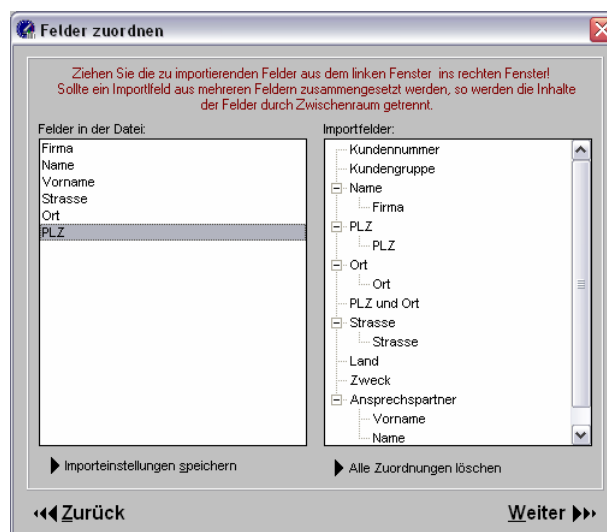 Felder zuordnen
Ziehen Sie die zu importierenden Felder aus dem linken Fenster ins rechten Fenster!
Sollte ein Importlfeld aus mehreren Feldern zusammengesetzt werden, so werden die Inhalte
der Felder durch Zwischenraum getrennt.
Felder in der Datei:
Firma
Name
Vorname
Strasse
Ort
PLZ
Importfelder:
Kundennummer
Kundengruppe
Name
Firma
PLZ
PLZ
Ort
Ort
PLZ und Ort
Strasse
Strasse
Land
Zweck
Ansprechspartner
Vorname
Name
Importeinstellungen speichern
Alle Zuordnungen löschen
Zurück
Weiter